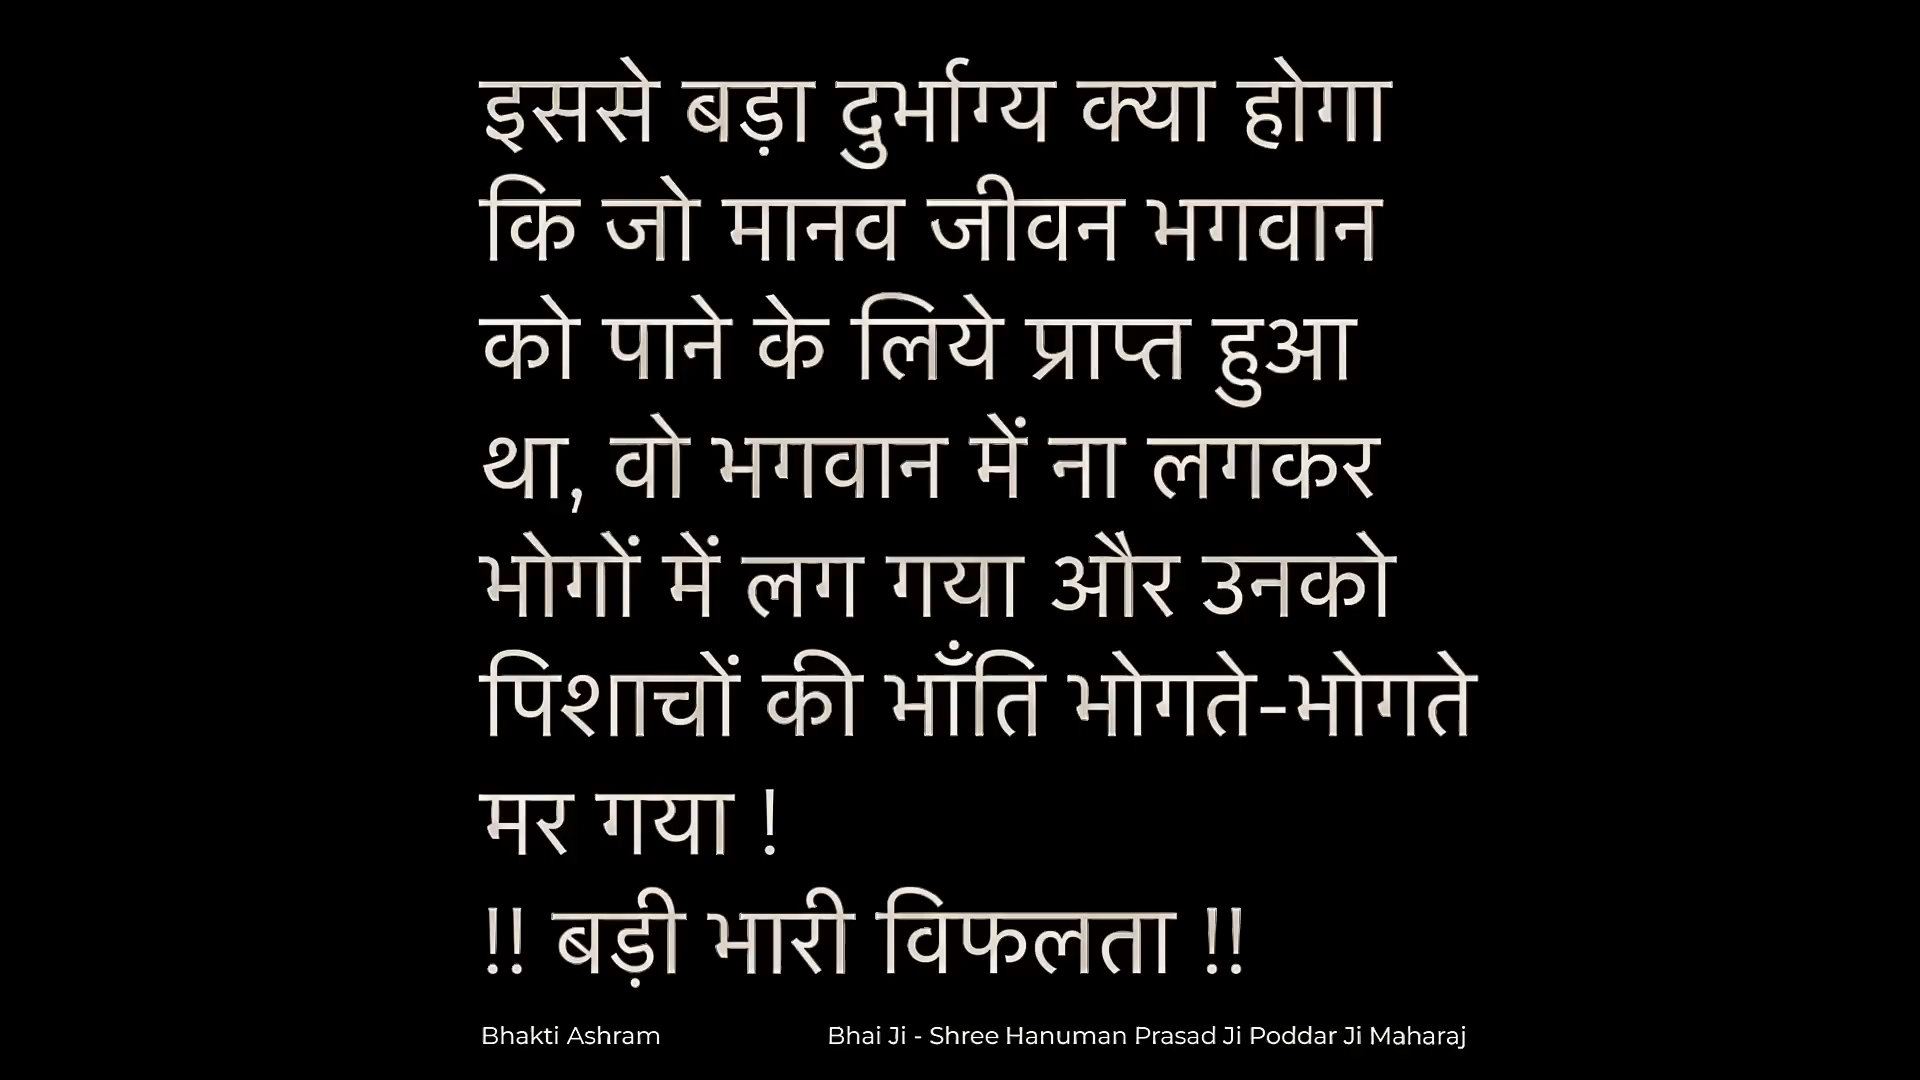 इससे बड़ा दुर्भाग्य क्या होगा
कि जो मानव जीवन भगवान
को पाने के लिये प्राप्त हुआ
था, वो भगवान में ना लगकर
भोगों में लग गया और उनको
पिशाचों की भाँति भोगते-भोगते
मर गया !
!! बड़ी भारी विफलता !!
Bhakti Ashram
Bhai Ji - Shree Hanuman Prasad Ji Poddar Ji Maharaj